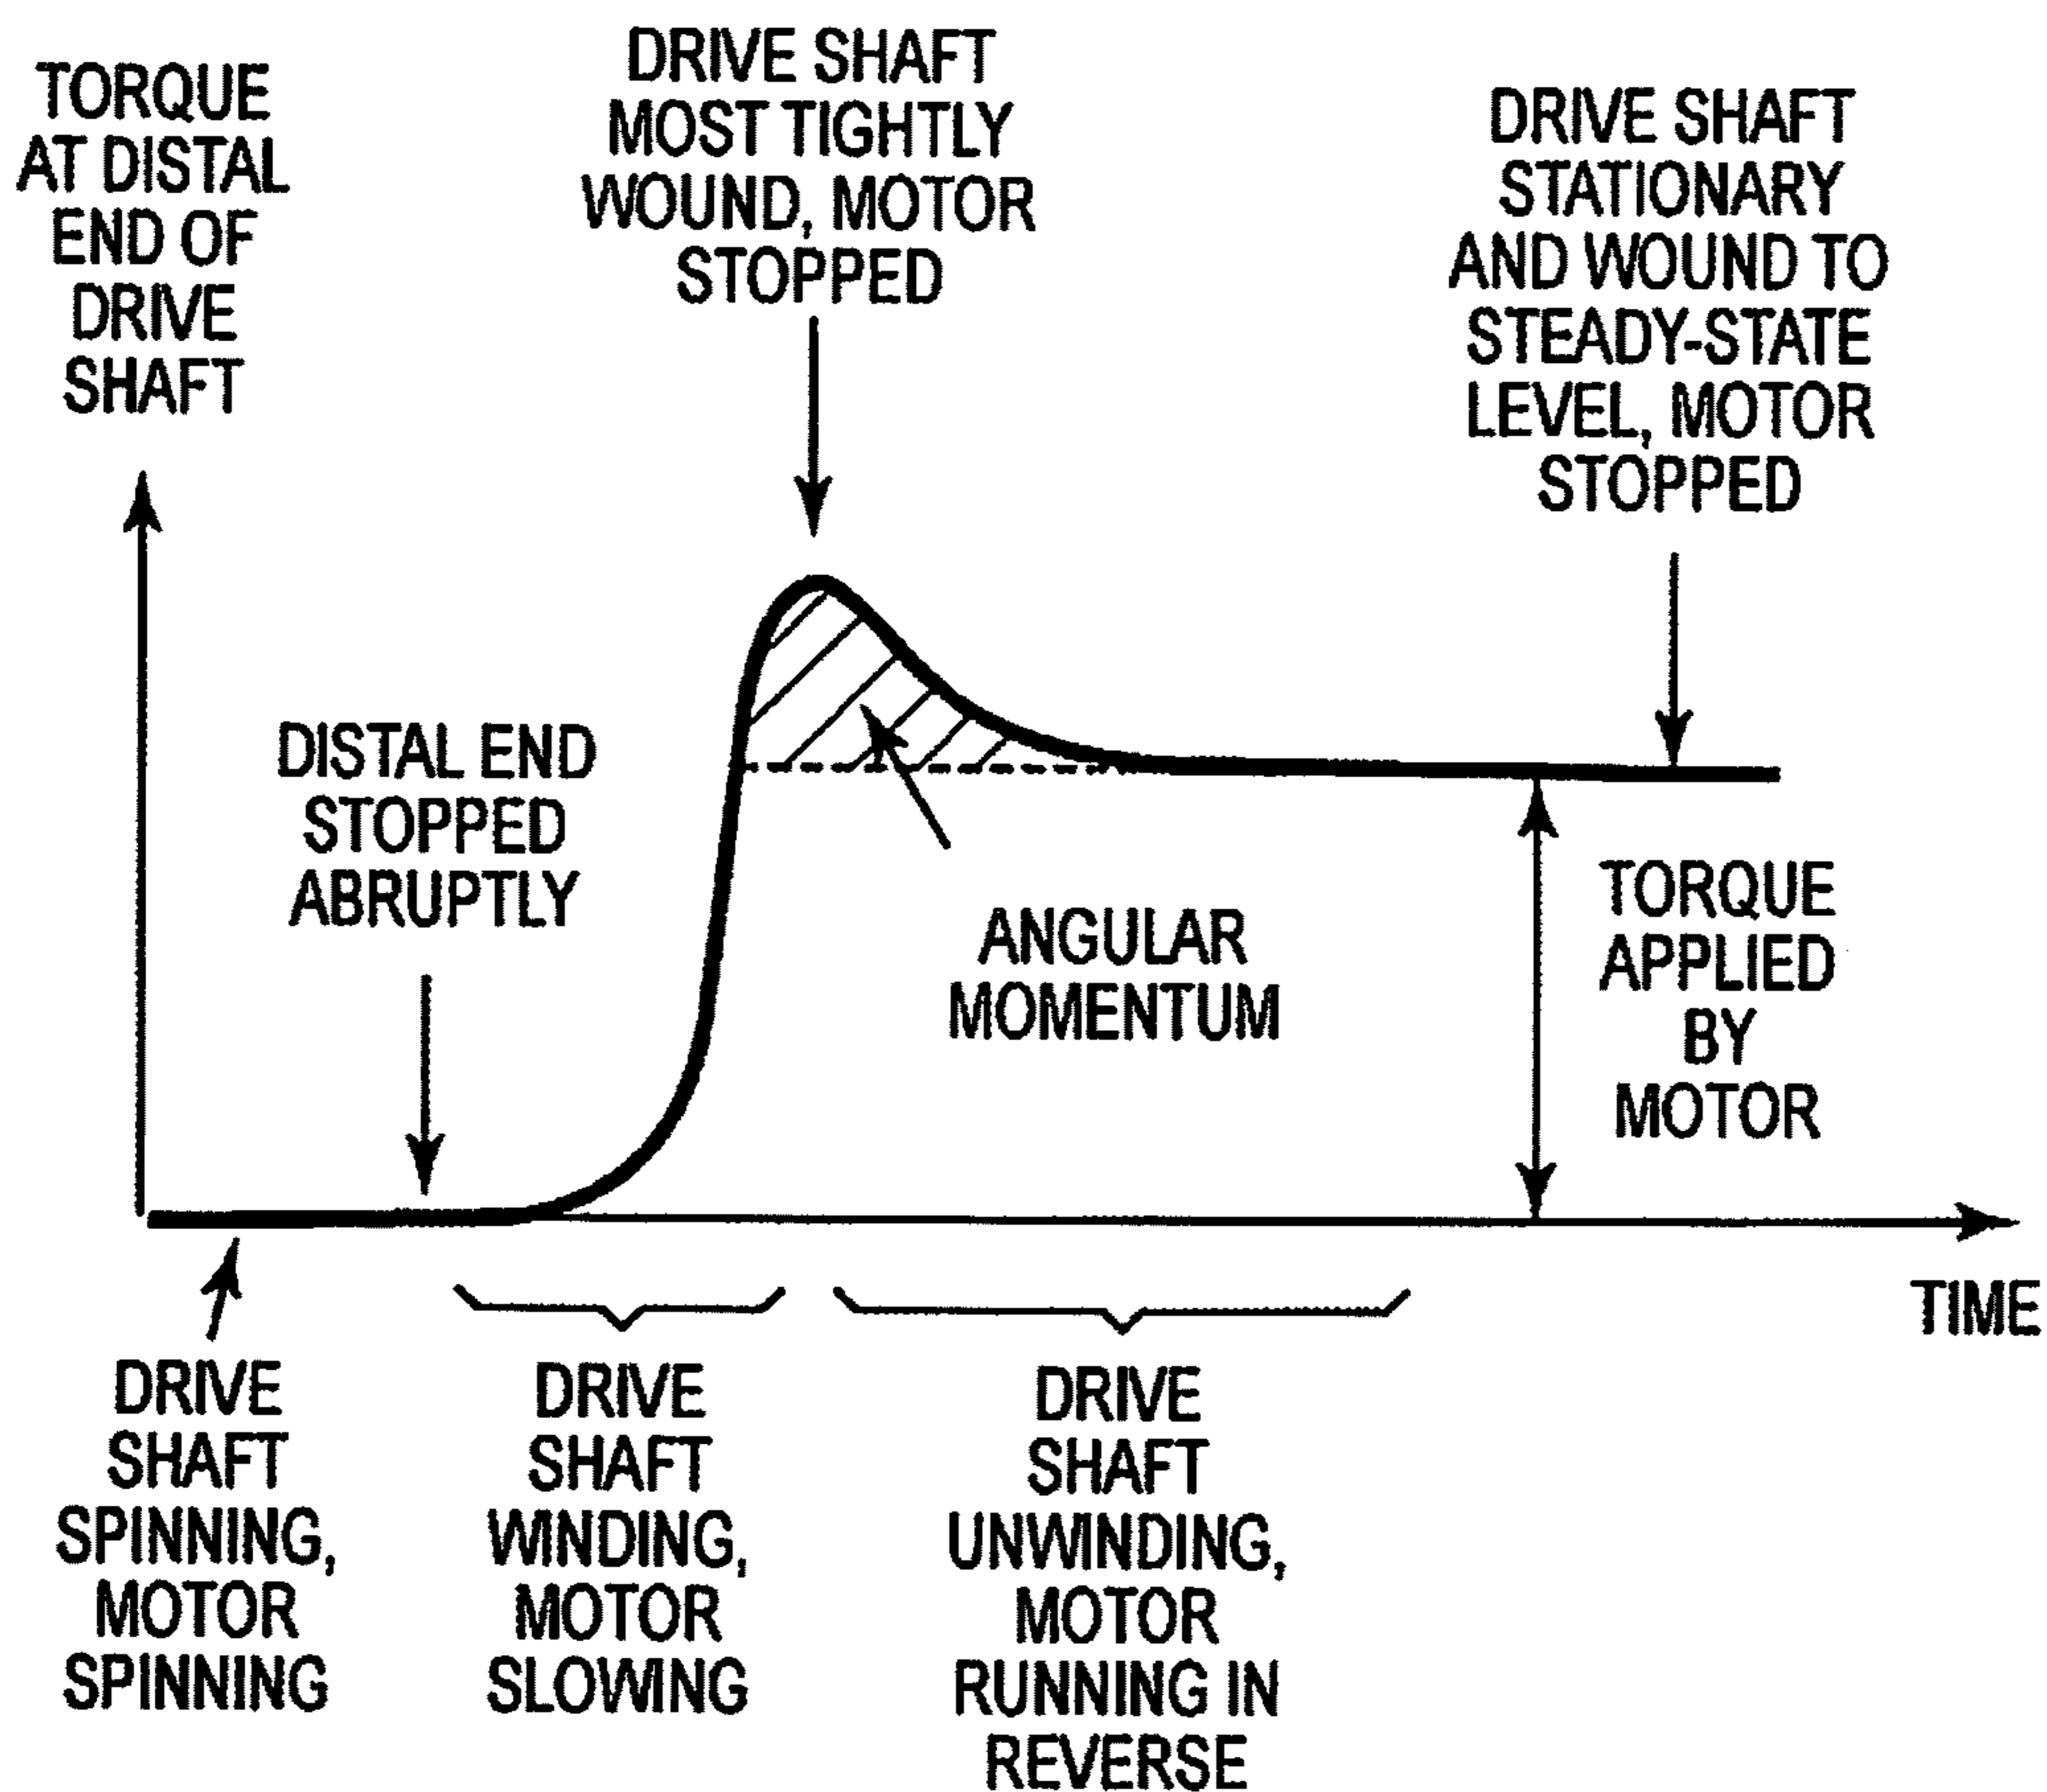 TORQUE
AT DISTAL
END OF
DRIVE
SHAFT
DRIVE SHAFT
MOST TIGHTLY
WOUND, MOTOR
STOPPED
DRIVE SHAFT
STATIONARY
AND WOUND TO
STEADY-STATE
LEVEL, MOTOR
STOPPED
DISTAL END
STOPPED
ABRUPTLY
ANGULAR
MOMENTUM
TORQUE
APPLIED
BY
MOTOR
TIME
DRIVE
SHAFT
SPINNING,
MOTOR
SPINNING
DRIVE
SHAFT
WINDING,
MOTOR
SLOWING
DRIVE
SHAFT
UNWINDING,
MOTOR
RUNNING IN
REVERSE